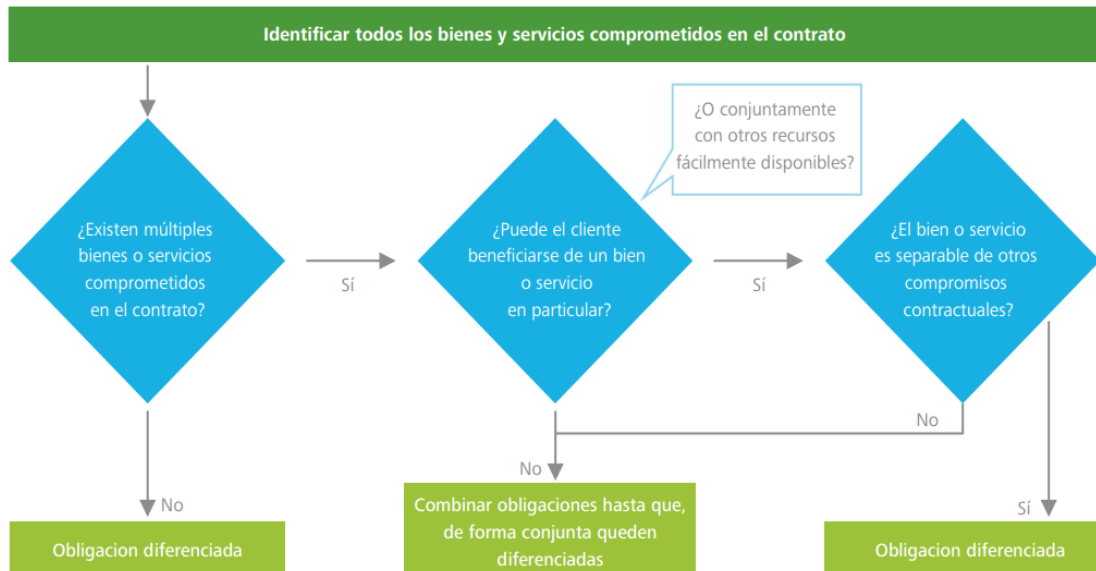 Identificar todos los bienes y servicios comprometidos en el contrato
¿O conjuntamente
con otros recursos
fácilmente disponibles?
¿Existen múltiples
bienes o servicios
comprometidos
en el contrato?
Sí
¿Puede el cliente
beneficiarse de un bien
o servicio
en particular?
Sí
¿El bien o servicio
es separable de otros
compromisos
contractuales?
No
No
No
Sí
Obligacion diferenciada
Combinar obligaciones hasta que,
de forma conjunta queden
diferenciadas
Obligacion diferenciada